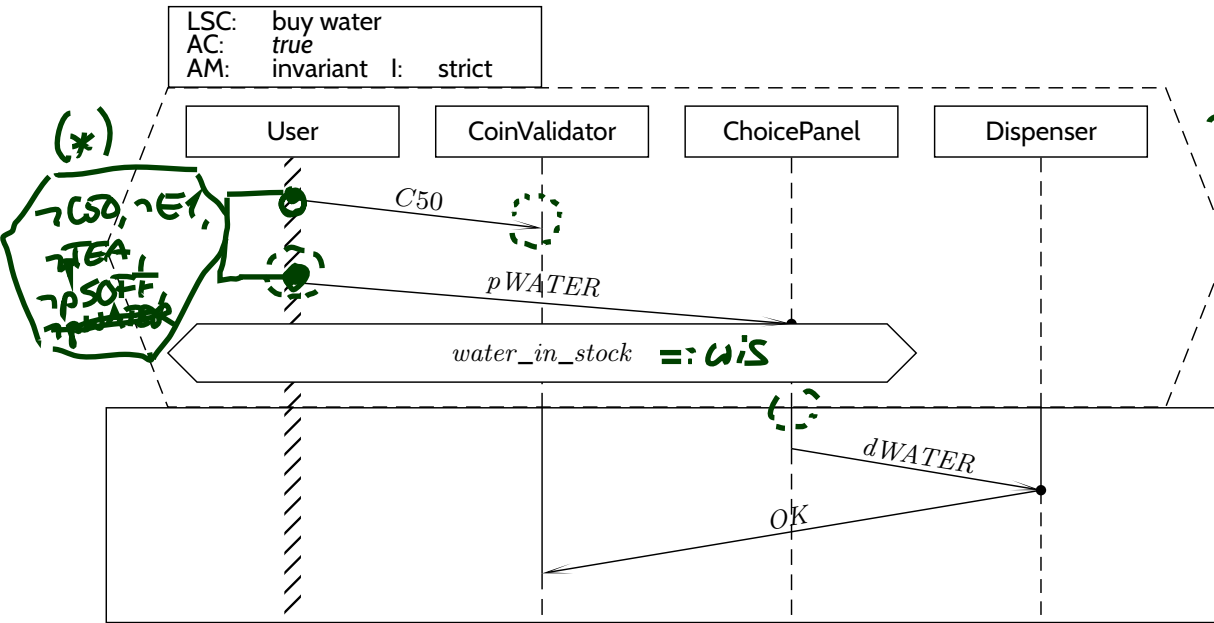 LSC: buy water
AC: true
AM: invariant I: strict
User CoinValidator ChoicePanel Dispenser
(*)
¬C50, ¬E1,
¬pTEA
¬pSOFT
C50
pWATER
water_in_stock =: wis
dWATER
OK